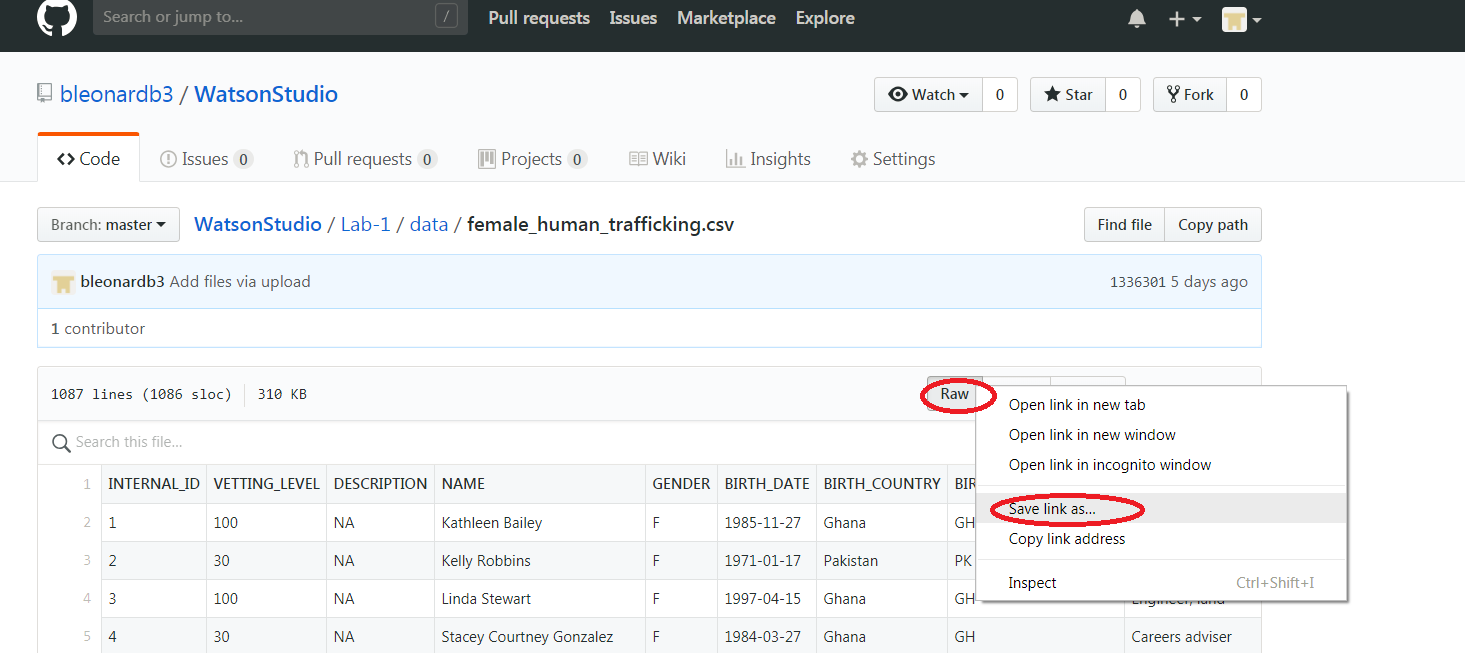 Search or jump to... / Pull requests Issues Marketplace Explore
bleonardb3 / WatsonStudio Watch 0 Star 0 Fork 0
Code Issues 0 Pull requests 0 Projects 0 Wiki Insights Settings
Branch: master WatsonStudio / Lab-1 / data / female_human_trafficking.csv Find file Copy path
bleonardb3 Add files via upload 1336301 5 days ago
1 contributor
1087 lines (1086 sloc) 310 KB Raw
Open link in new tab
Open link in new window
Open link in incognito window
Save link as...
Copy link address
Inspect Ctrl+Shift+I
Search this file...
1 INTERNAL_ID VETTING_LEVEL DESCRIPTION NAME GENDER BIRTH_DATE BIRTH_COUNTRY BIR
2 1 100 NA Kathleen Bailey F 1985-11-27 Ghana GH
3 2 30 NA Kelly Robbins F 1971-01-17 Pakistan PK
4 3 100 NA Linda Stewart F 1997-04-15 Ghana GH Engineer, land
5 4 30 NA Stacey Courtney Gonzalez F 1984-03-27 Ghana GH Careers adviser